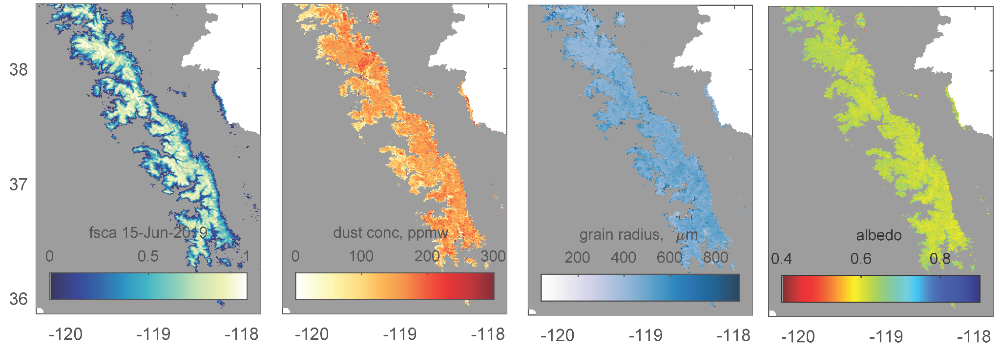 38
37
36
fsca 15-Jun-2019
0 0.5 1
-120 -119 -118
dust conc, ppmw
0 100 200 300
-120 -119 -118
grain radius, μm
200 400 600 800
-120 -119 -118
albedo
0.4 0.6 0.8
-120 -119 -118